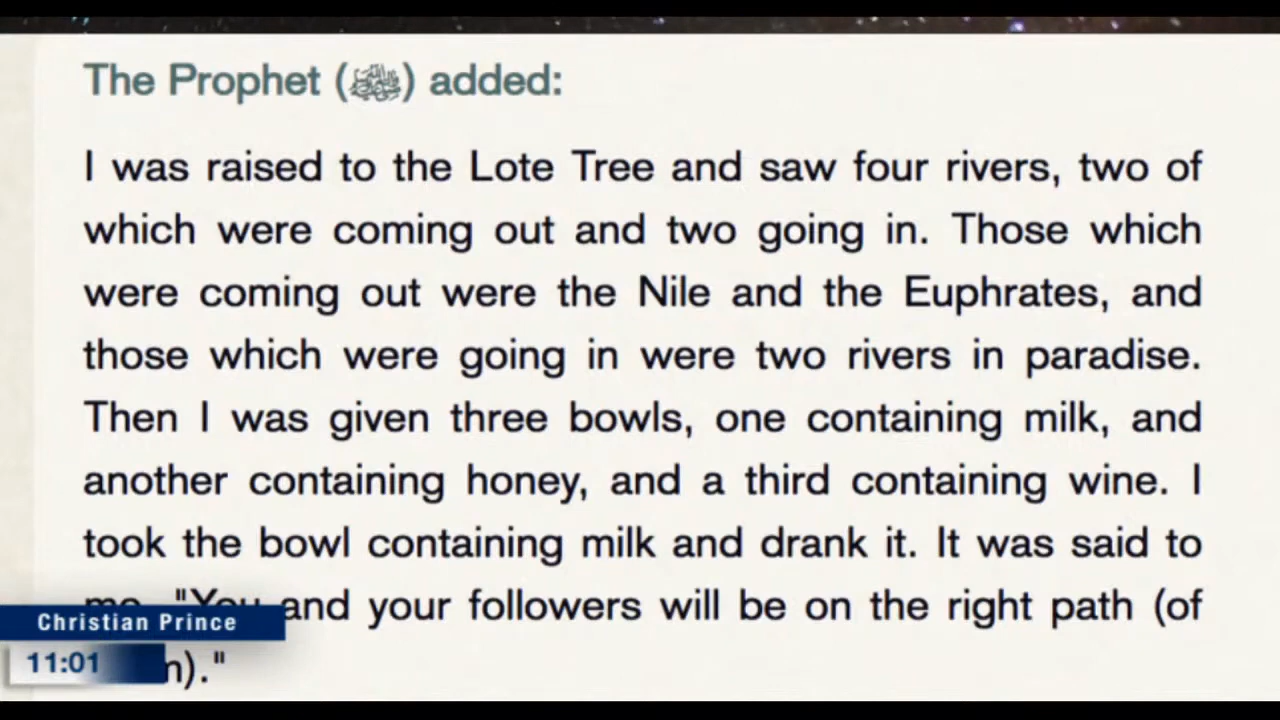 The Prophet (ﷺ) added:
I was raised to the Lote Tree and saw four rivers, two of
which were coming out and two going in. Those which
were coming out were the Nile and the Euphrates, and
those which were going in were two rivers in paradise.
Then I was given three bowls, one containing milk, and
another containing honey, and a third containing wine. I
took the bowl containing milk and drank it. It was said to
me, "You and your followers will be on the right path (of
Christian Prince
11:01
m)."